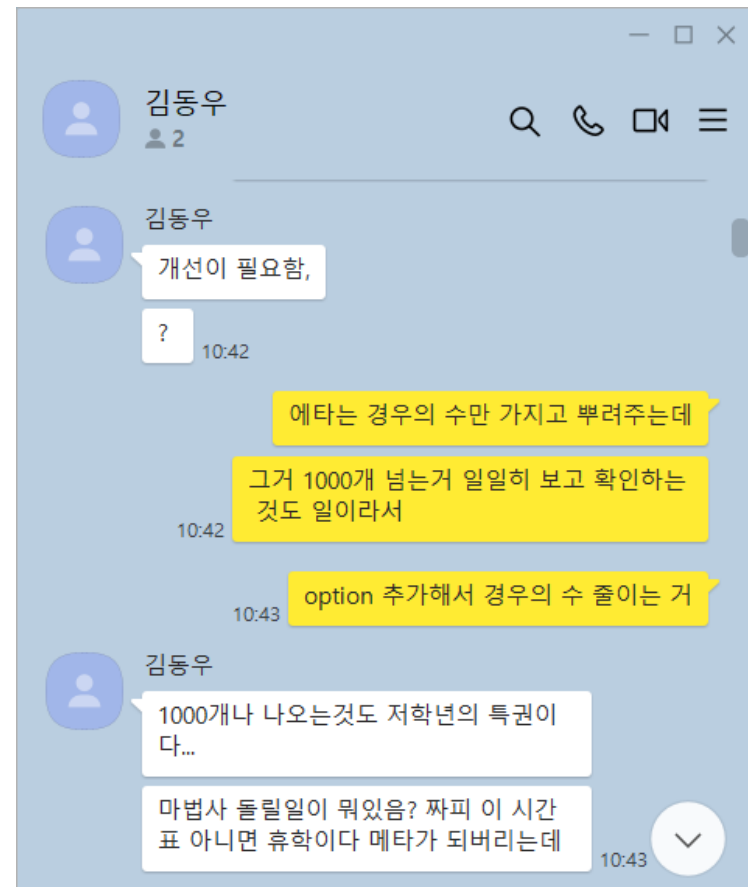 김동우
2
김동우
개선이 필요함,
?
10:42
에타는 경우의 수만 가지고 뿌려주는데
그거 1000개 넘는거 일일히 보고 확인하는
것도 일이라서
10:42
option 추가해서 경우의 수 줄이는 거
10:43
김동우
1000개나 나오는것도 저학년의 특권이
다...
마법사 돌릴일이 뭐있음? 짜피 이 시간
표 아니면 휴학이다 메타가 되버리는데
10:43